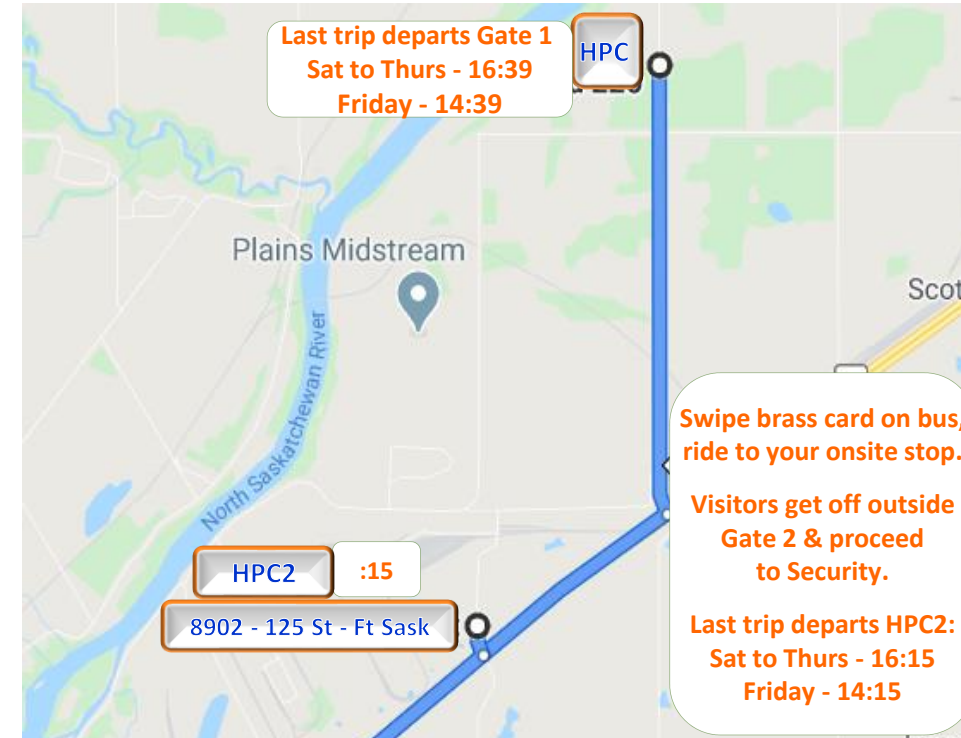 Last trip departs Gate 1
Sat to Thurs - 16:39
Friday - 14:39
HPC
Plains Midstream
Scot
North Saskatchewan River
Swipe brass card on bus,
ride to your onsite stop.
Visitors get off outside
Gate 2 & proceed
to Security.
HPC2
:15
8902 - 125 St - Ft Sask
Last trip departs HPC2:
Sat to Thurs - 16:15
Friday - 14:15